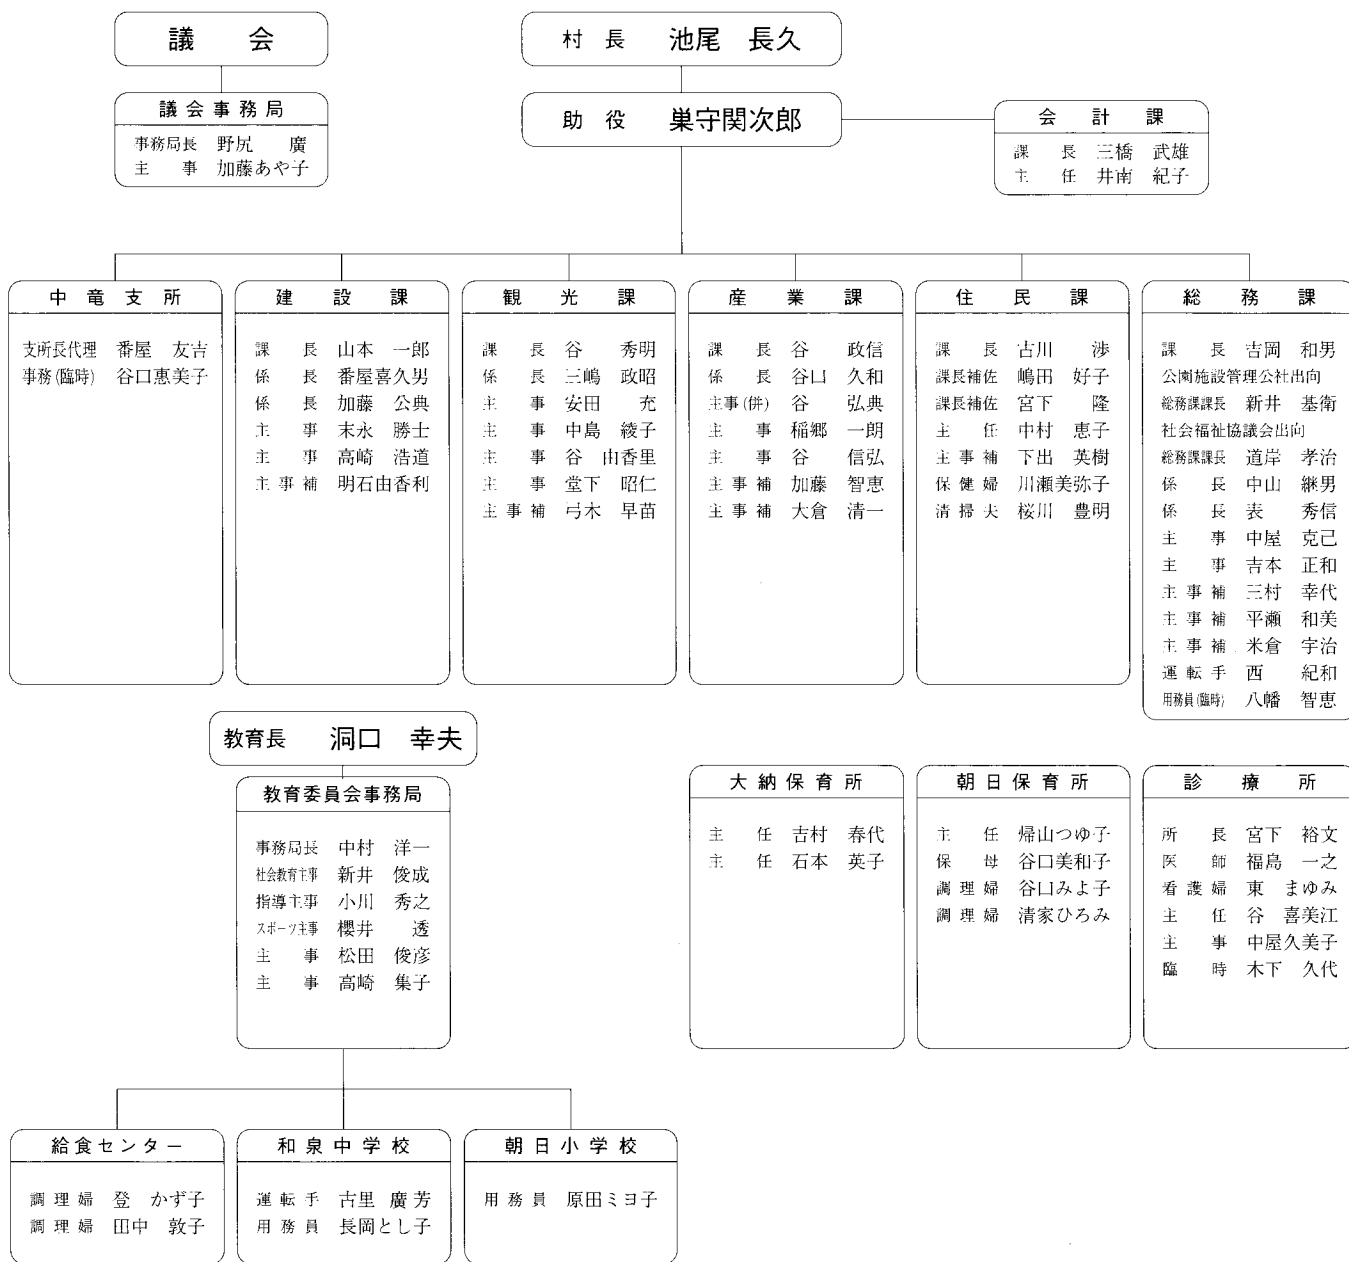 議会
議会事務局
事務局長 野尻 廣
主事 加藤あや子
村長 池尾 長久
助役 巣守関次郎
会計課
課長 三橋 武雄
主任 井南 紀子
中竜支所
支所長代理 番屋 友吉
事務(臨時) 谷口恵美子
建設課
課長 山本 一郎
係長 番屋喜久男
係長 加藤 公典
主事 末永 勝士
主事 高崎 浩道
主事補 明石由香利
観光課
課長 谷 秀明
係長 三嶋 政昭
主事 安田 充
主事 中島 綾子
主事 谷 由香里
主事 堂下 昭仁
主事補 弓木 早苗
産業課
課長 谷 政信
係長 谷口 久和
主事(併) 谷 弘典
主事 稲郷 一朗
主事 谷 信弘
主事補 加藤 智恵
主事補 大倉 清一
住民課
課長 古川 渉
課長補佐 嶋田 好子
課長補佐 宮下 隆
主任 中村 恵子
主事補 下出 英樹
保健婦 川瀬美弥子
清掃夫 桜川 豊明
総務課
課長 吉岡 和男
公園施設管理公社出向
総務課課長 新井 基衛
社会福祉協議会出向
総務課課長 道岸 孝治
係長 中山 継男
係長 表 秀信
主事 中屋 克己
主事 吉本 正和
主事補 三村 幸代
主事補 平瀬 和美
主事補 米倉 宇治
運転手 西 紀和
用務員(臨時) 八幡 智恵
教育長 洞口 幸夫
教育委員会事務局
事務局長 中村 洋一
社会教育主事 新井 俊成
指導主事 小川 秀之
スポーツ主事 櫻井 透
主事 松田 俊彦
主事 高崎 集子
大納保育所
主任 吉村 春代
主任 石本 英子
朝日保育所
主任 帰山つゆ子
保母 谷口美和子
調理婦 谷口みよ子
調理婦 清家ひろみ
診療所
所長 宮下 裕文
医師 福島 一之
看護婦 東 まゆみ
主任 谷 喜美江
主事 中屋久美子
臨時 木下 久代
給食センター
調理婦 登 かず子
調理婦 田中 敦子
和泉中学校
運転手 古里 廣芳
用務員 長岡とし子
朝日小学校
用務員 原田ミヨ子